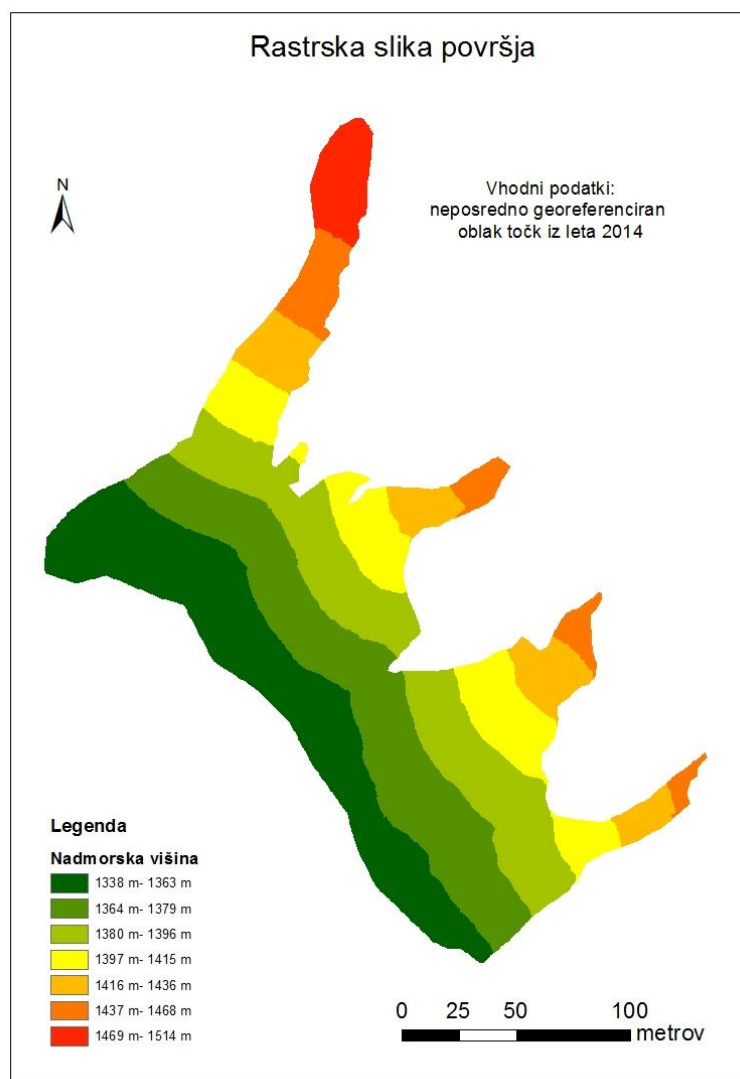 Rastrska slika površja
N
Vhodni podatki:
neposredno georeferenciran
oblak točk iz leta 2014
Legenda
Nadmorska višina
1338 m- 1363 m
1364 m- 1379 m
1380 m- 1396 m
1397 m- 1415 m
1416 m- 1436 m
1437 m- 1468 m
1469 m- 1514 m
0 25 50 100
metrov